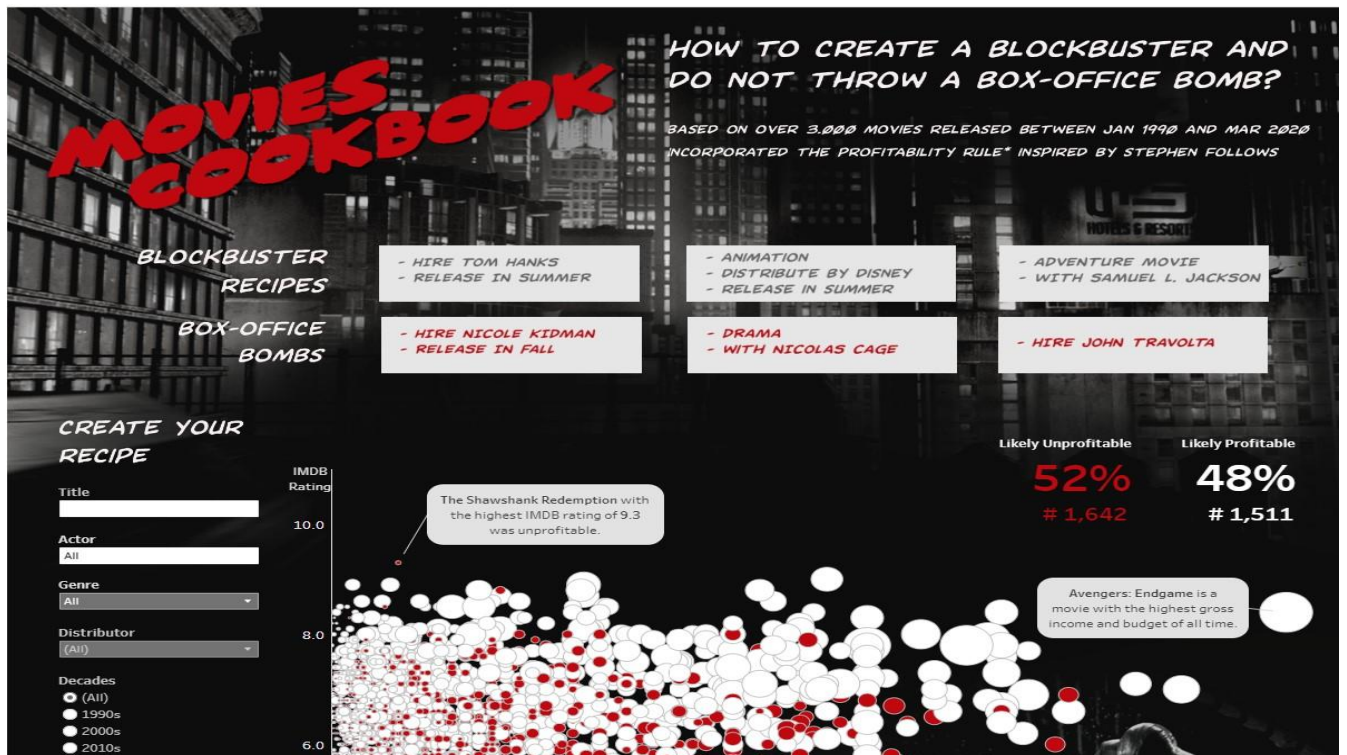 MOVIES
COOKBOOK
HOW TO CREATE A BLOCKBUSTER AND
DO NOT THROW A BOX-OFFICE BOMB?
BASED ON OVER 3.000 MOVIES RELEASED BETWEEN JAN 1990 AND MAR 2020
INCORPORATED THE PROFITABILITY RULE* INSPIRED BY STEPHEN FOLLOWS
HOTELS & RESORT
BLOCKBUSTER
RECIPES
- HIRE TOM HANKS
- RELEASE IN SUMMER
- ANIMATION
- DISTRIBUTE BY DISNEY
- RELEASE IN SUMMER
- ADVENTURE MOVIE
- WITH SAMUEL L. JACKSON
BOX-OFFICE
BOMBS
- HIRE NICOLE KIDMAN
- RELEASE IN FALL
- DRAMA
- WITH NICOLAS CAGE
- HIRE JOHN TRAVOLTA
CREATE YOUR
RECIPE
Title
Actor
All
Genre
All
Distributor
(All)
Decades
(All)
1990s
2000s
2010s
IMDB
Rating
10.0
8.0
6.0
The Shawshank Redemption with
the highest IMDB rating of 9.3
was unprofitable.
Likely Unprofitable
52%
# 1,642
Likely Profitable
48%
# 1,511
Avengers: Endgame is a
movie with the highest gross
income and budget of all time.